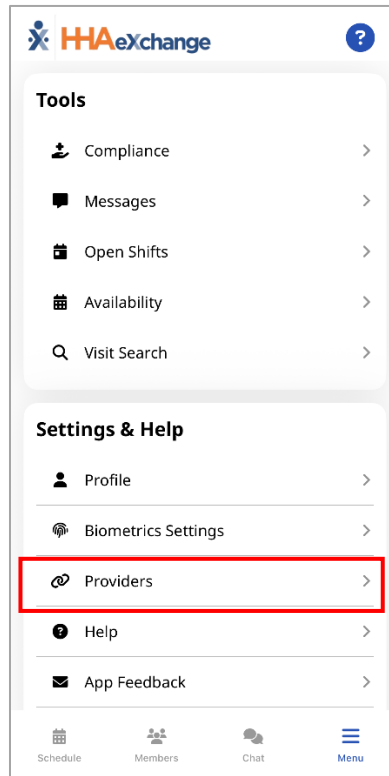 HHAeXchange
?
Tools
Compliance
Messages
Open Shifts
Availability
Visit Search
Settings & Help
Profile
Biometrics Settings
Providers
Help
App Feedback
Schedule Members Chat Menu